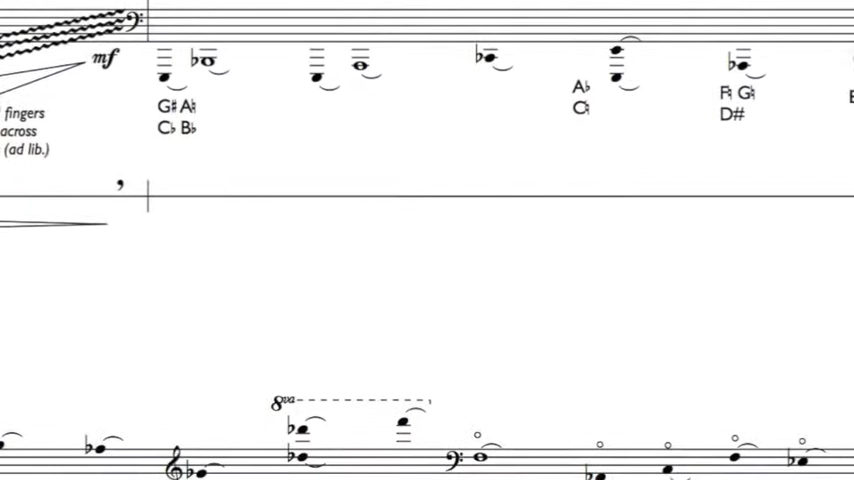 mf
G♯ A♮
C♭ B♭
A♭
C♮
F♮ G♮
D#
fingers
across
(ad lib.)
8va